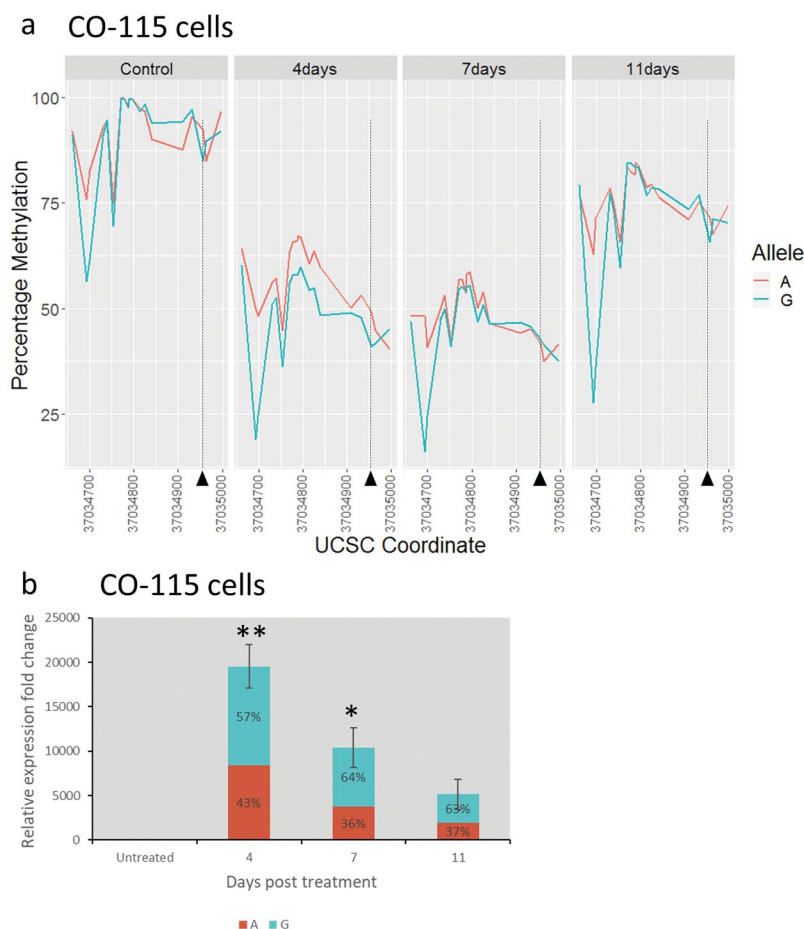 a CO-115 cells
Control 4days 7days 11days
100
75
50
25
Percentage Methylation
Allele
A
G
37034700 37034800 37034900 37035000 37034700 37034800 37034900 37035000 37034700 37034800 37034900 37035000 37034700 37034800 37034900 37035000
UCSC Coordinate
b CO-115 cells
Relative expression fold change
25000
20000
15000
10000
5000
0
**
57%
43%
*
64%
36%
63%
37%
Untreated 4 7 11
Days post treatment
A G